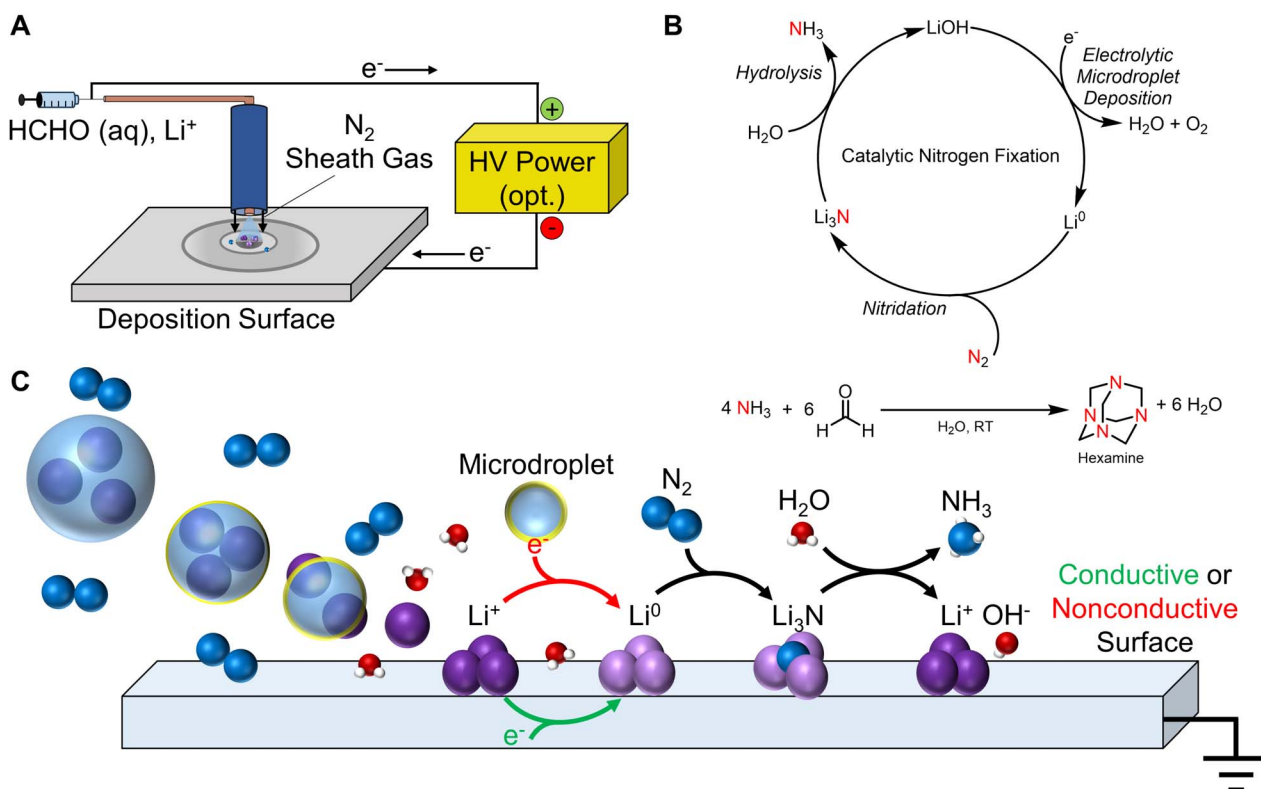 A
e⁻
+
HCHO (aq), Li⁺
N₂
Sheath Gas
HV Power
(opt.)
-
e⁻
Deposition Surface
B
NH₃
LiOH
e⁻
Hydrolysis
Electrolytic
Microdroplet
Deposition
H₂O
H₂O + O₂
Catalytic Nitrogen Fixation
Li₃N
Li⁰
Nitridation
N₂
4 NH₃ + 6
O
H H
H₂O, RT
N
N
N
N
+ 6 H₂O
Hexamine
C
Microdroplet
e⁻
N₂
H₂O
NH₃
Li⁺
Li⁰
Li₃N
Li⁺ OH⁻
e⁻
Conductive or
Nonconductive
Surface